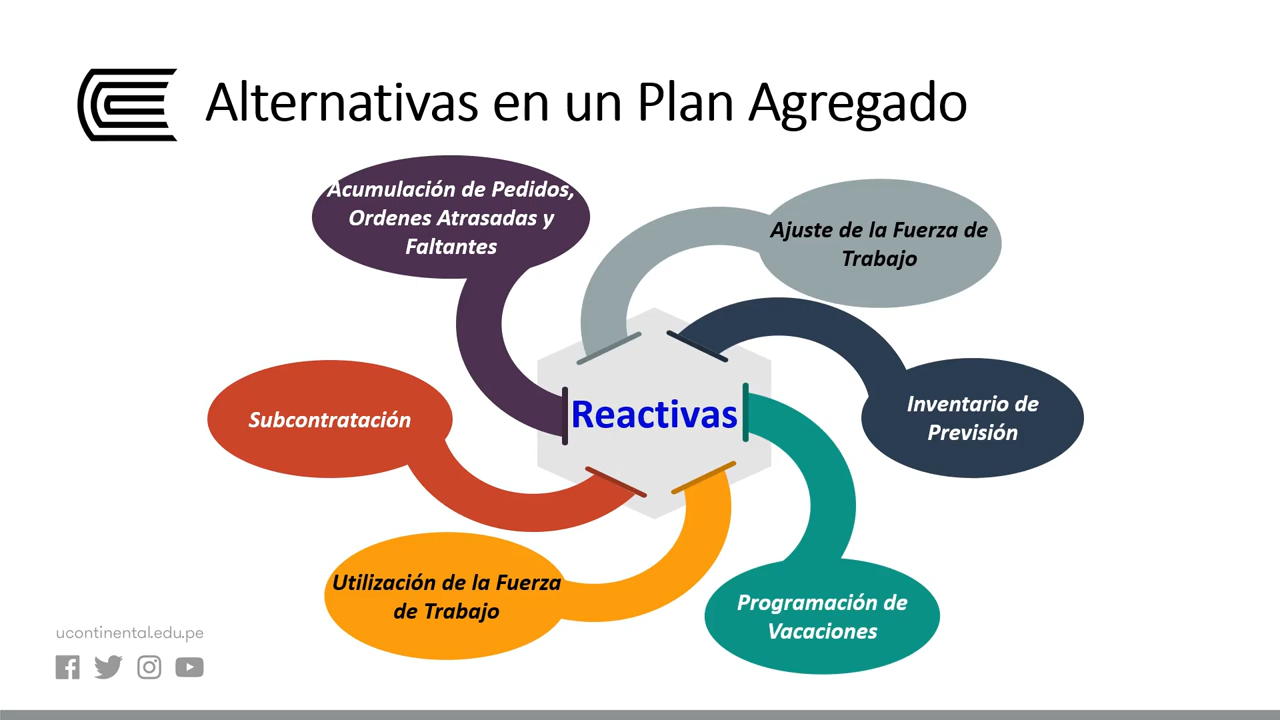 Alternativas en un Plan Agregado
Acumulación de Pedidos,
Ordenes Atrasadas y
Faltantes
Ajuste de la Fuerza de
Trabajo
Inventario de
Previsión
Reactivas
Subcontratación
Utilización de la Fuerza
de Trabajo
Programación de
Vacaciones
ucontinental.edu.pe